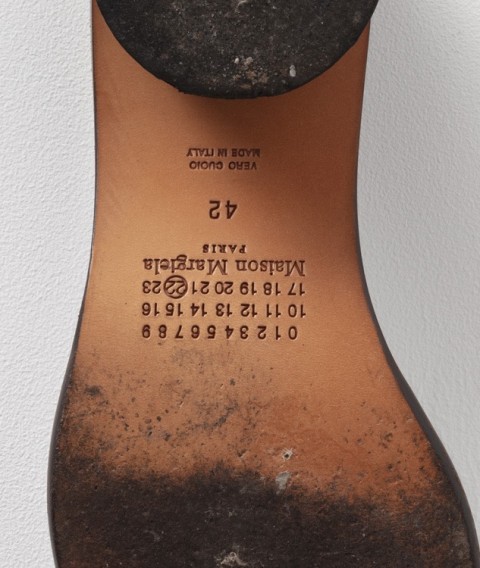 0 1 2 3 4 5 6 7 8 9
10 11 12 13 14 15 16
17 18 19 20 21 22 23
Maison Margiela
PARIS
42
VERO CUOIO
MADE IN ITALY